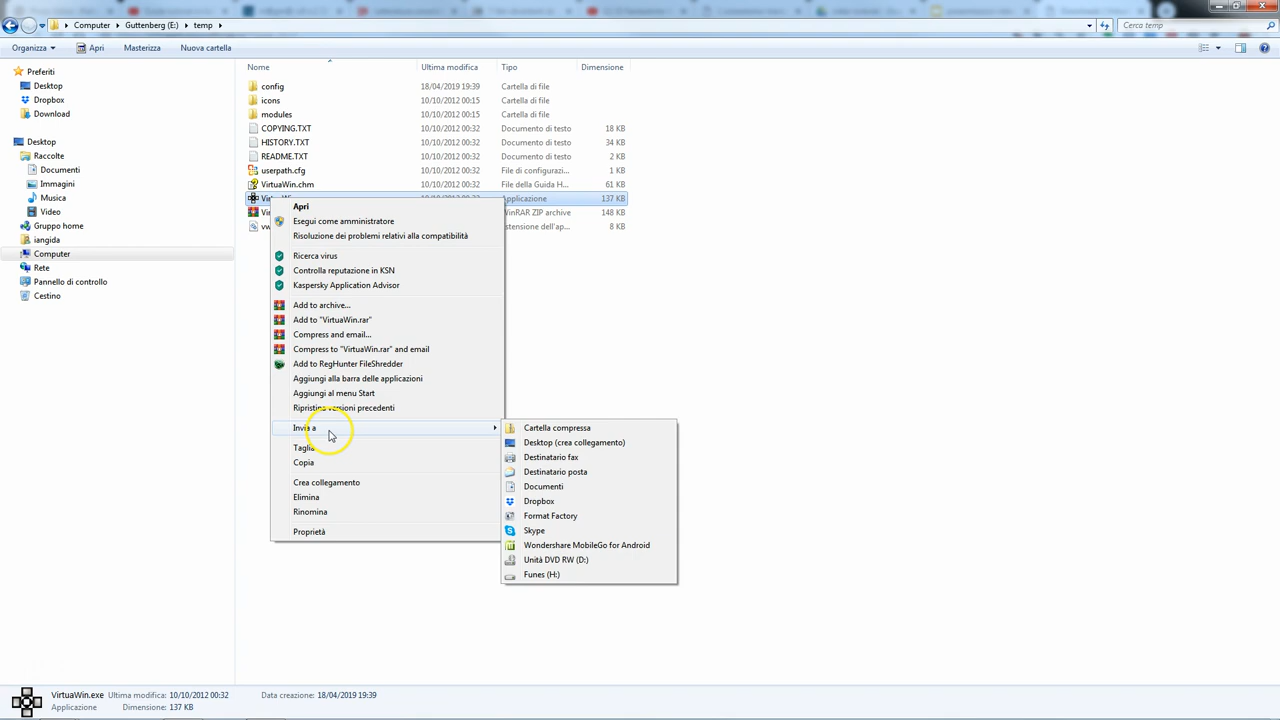 Computer ▸ Guttenberg (E:) ▸ temp ▸
Cerca temp
Organizza Apri Masterizza Nuova cartella
Nome Ultima modifica Tipo Dimensione
Preferiti
Desktop
Dropbox
Download
Desktop
Raccolte
Documenti
Immagini
Musica
Video
Gruppo home
iangida
Computer
Rete
Pannello di controllo
Cestino
config 18/04/2019 19:39 Cartella di file
icons 10/10/2012 00:15 Cartella di file
modules 10/10/2012 00:15 Cartella di file
COPYING.TXT 10/10/2012 00:32 Documento di testo 18 KB
HISTORY.TXT 10/10/2012 00:32 Documento di testo 34 KB
README.TXT 10/10/2012 00:32 Documento di testo 1 KB
userpath.cfg 10/10/2012 00:32 File di configurazi... 1 KB
VirtuaWin.chm 10/10/2012 00:32 File della Guida H... 61 KB
Applicazione 137 KB
WinRAR ZIP archive 148 KB
8 KB
Apri
Esegui come amministratore
Risoluzione dei problemi relativi alla compatibilità
Ricerca virus
Controlla reputazione in KSN
Kaspersky Application Advisor
Add to archive...
Add to "VirtuaWin.rar"
Compress and email...
Compress to "VirtuaWin.rar" and email
Add to RegHunter FileShredder
Aggiungi alla barra delle applicazioni
Aggiungi al menu Start
Ripristina versioni precedenti
Invia a
Taglia
Copia
Crea collegamento
Elimina
Rinomina
Proprietà
Cartella compressa
Desktop (crea collegamento)
Destinatario fax
Destinatario posta
Documenti
Dropbox
Format Factory
Skype
Wondershare MobileGo for Android
Unità DVD RW (D:)
Funes (H:)
VirtuaWin.exe Ultima modifica: 10/10/2012 00:32 Data creazione: 18/04/2019 19:39
Applicazione Dimensione: 137 KB